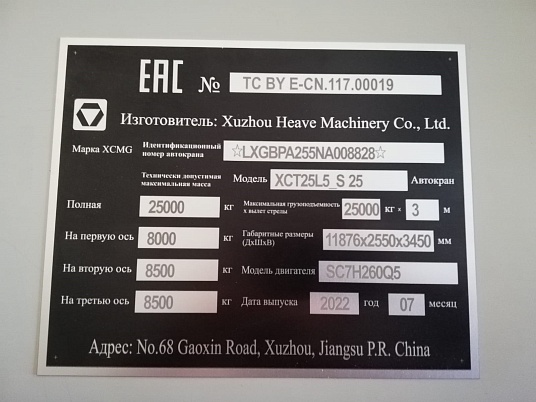 EAC № TC BY E-CN.117.00019
Изготовитель: Xuzhou Heave Machinery Co., Ltd.
Марка XCMG Идентификационный номер автокрана ☆LXGBPA255NA008828☆
Технически допустимая максимальная масса Модель XCT25L5_S 25 Автокран
Полная 25000 кг Максимальная грузоподъемность х вылет стрелы 25000 кг х 3 м
На первую ось 8000 кг Габаритные размеры (ДхШхВ) 11876x2550x3450 мм
На вторую ось 8500 кг Модель двигателя SC7H260Q5
На третью ось 8500 кг Дата выпуска 2022 год 07 месяц
Адрес: No.68 Gaoxin Road, Xuzhou, Jiangsu P.R. China